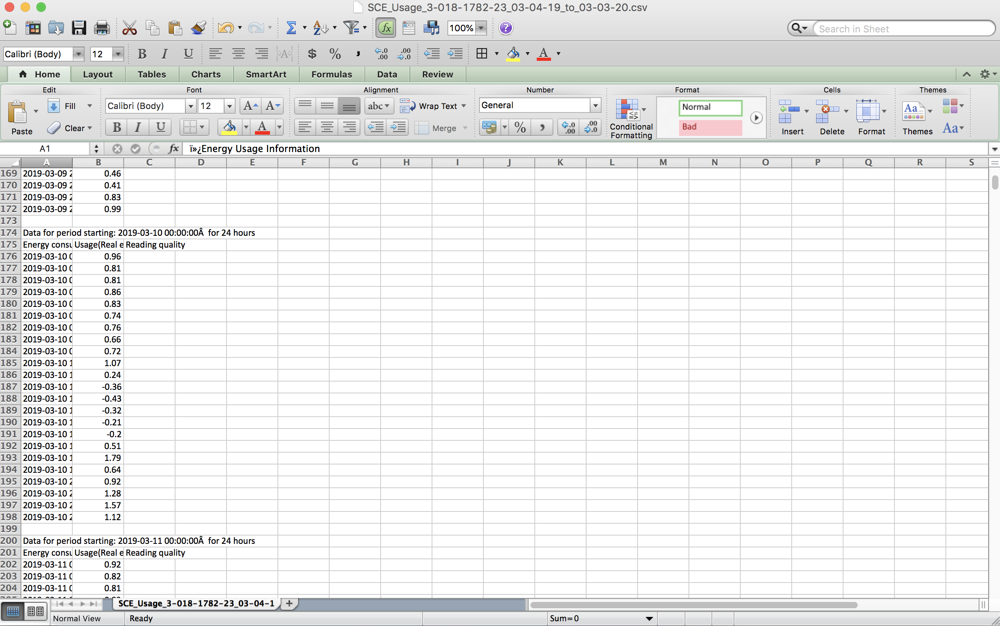 SCE_Usage_3-018-1782-23_03-04-19_to_03-03-20.csv
100%
Search in Sheet
Calibri (Body) 12 B I U A $ % , .0 .00 .00 .0 A
Home Layout Tables Charts SmartArt Formulas Data Review
Edit Font Alignment Number Format Cells Themes
Paste Fill Clear
Calibri (Body) 12 A A
B I U A
abc Wrap Text
Merge
General
% , .0 .00 .00 .0
Conditional Formatting
Normal
Bad
Insert Delete Format
Themes Aa Aa
A1 fx ï»¿Energy Usage Information
A B C D E F G H I J K L M N O P Q R S
169 2019-03-09 2 0.46
170 2019-03-09 2 0.41
171 2019-03-09 2 0.83
172 2019-03-09 2 0.99
173
174 Data for period starting: 2019-03-10 00:00:00Â  for 24 hours
175 Energy consu Usage(Real e Reading quality
176 2019-03-10 0 0.96
177 2019-03-10 0 0.81
178 2019-03-10 0 0.81
179 2019-03-10 0 0.86
180 2019-03-10 0 0.83
181 2019-03-10 0 0.74
182 2019-03-10 0 0.76
183 2019-03-10 0 0.66
184 2019-03-10 0 0.72
185 2019-03-10 1 1.07
186 2019-03-10 1 0.24
187 2019-03-10 1 -0.36
188 2019-03-10 1 -0.43
189 2019-03-10 1 -0.32
190 2019-03-10 1 -0.21
191 2019-03-10 1 -0.2
192 2019-03-10 1 0.51
193 2019-03-10 1 1.79
194 2019-03-10 1 0.64
195 2019-03-10 2 0.92
196 2019-03-10 2 1.28
197 2019-03-10 2 1.57
198 2019-03-10 2 1.12
199
200 Data for period starting: 2019-03-11 00:00:00Â  for 24 hours
201 Energy consu Usage(Real e Reading quality
202 2019-03-11 0 0.92
203 2019-03-11 0 0.82
204 2019-03-11 0 0.81
SCE_Usage_3-018-1782-23_03-04-1
Normal View Ready Sum=0